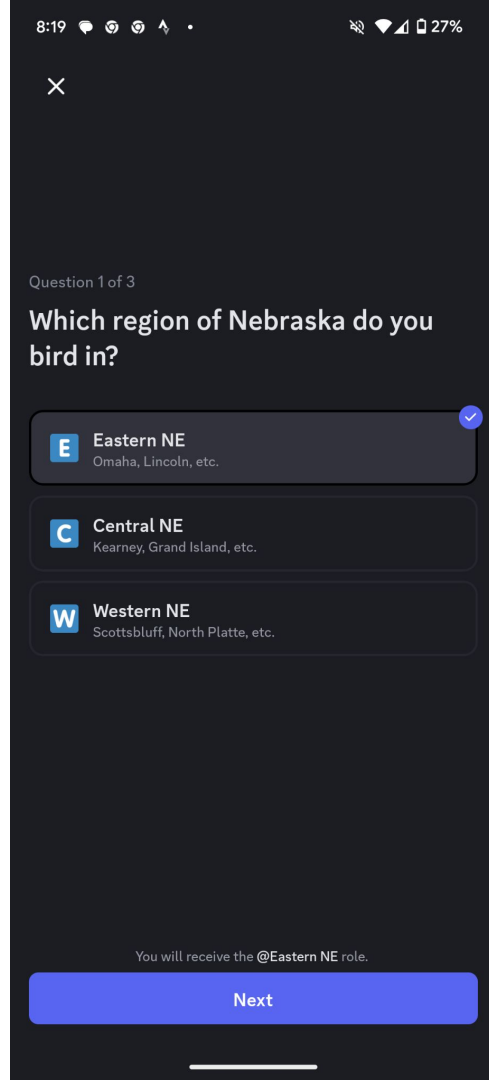 8:19
27%
Question 1 of 3
Which region of Nebraska do you
bird in?
E
Eastern NE
Omaha, Lincoln, etc.
C
Central NE
Kearney, Grand Island, etc.
W
Western NE
Scottsbluff, North Platte, etc.
You will receive the @Eastern NE role.
Next